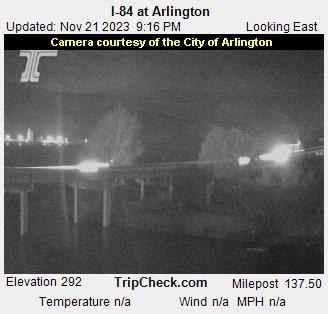 I-84 at Arlington
Updated: Nov 21 2023 9:16 PM Looking East
Camera courtesy of the City of Arlington
Elevation 292 TripCheck.com Milepost 137.50
Temperature n/a Wind n/a MPH n/a